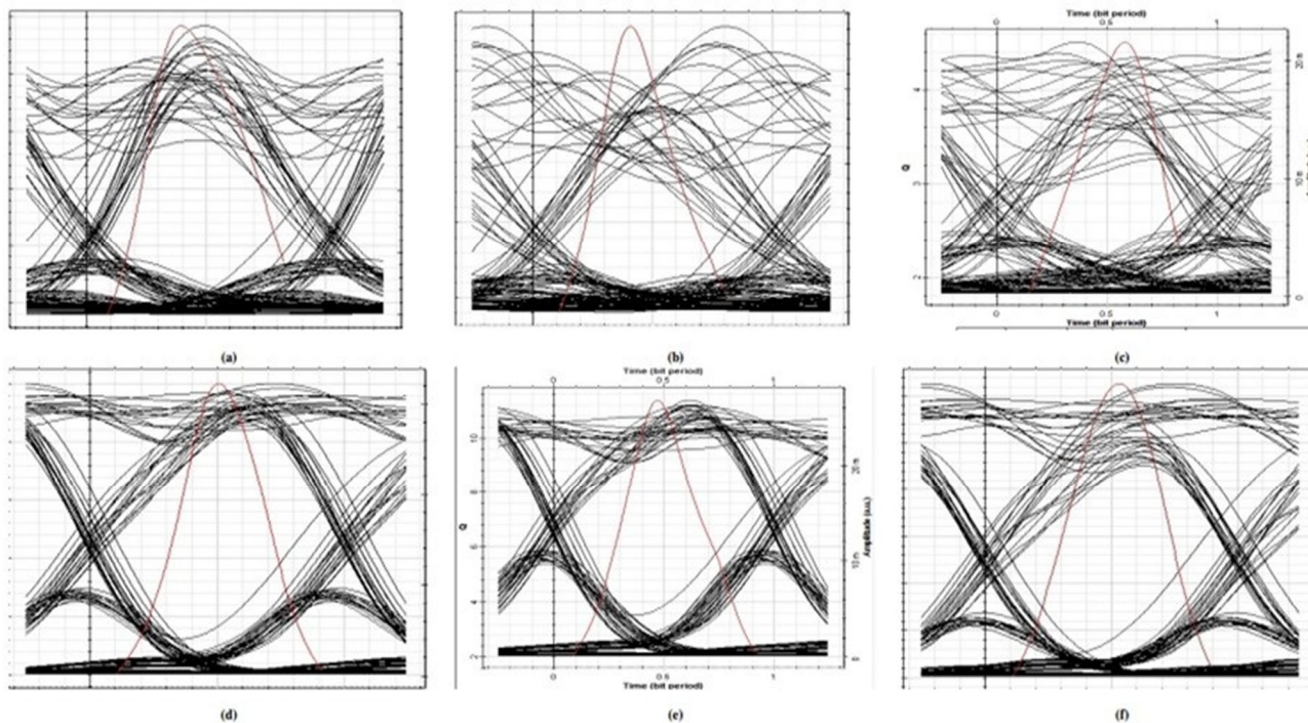 Time (bit period)
0 0.5 1
4
3
2
Q
20 m
10 m
0
0 0.5 1
Time (bit period)
(a)
(b)
(c)
Time (bit period)
0 0.5 1
10
8
6
4
2
Q
20 m
10 m
0
Amplitude (a.u.)
0 0.5 1
Time (bit period)
(d)
(e)
(f)